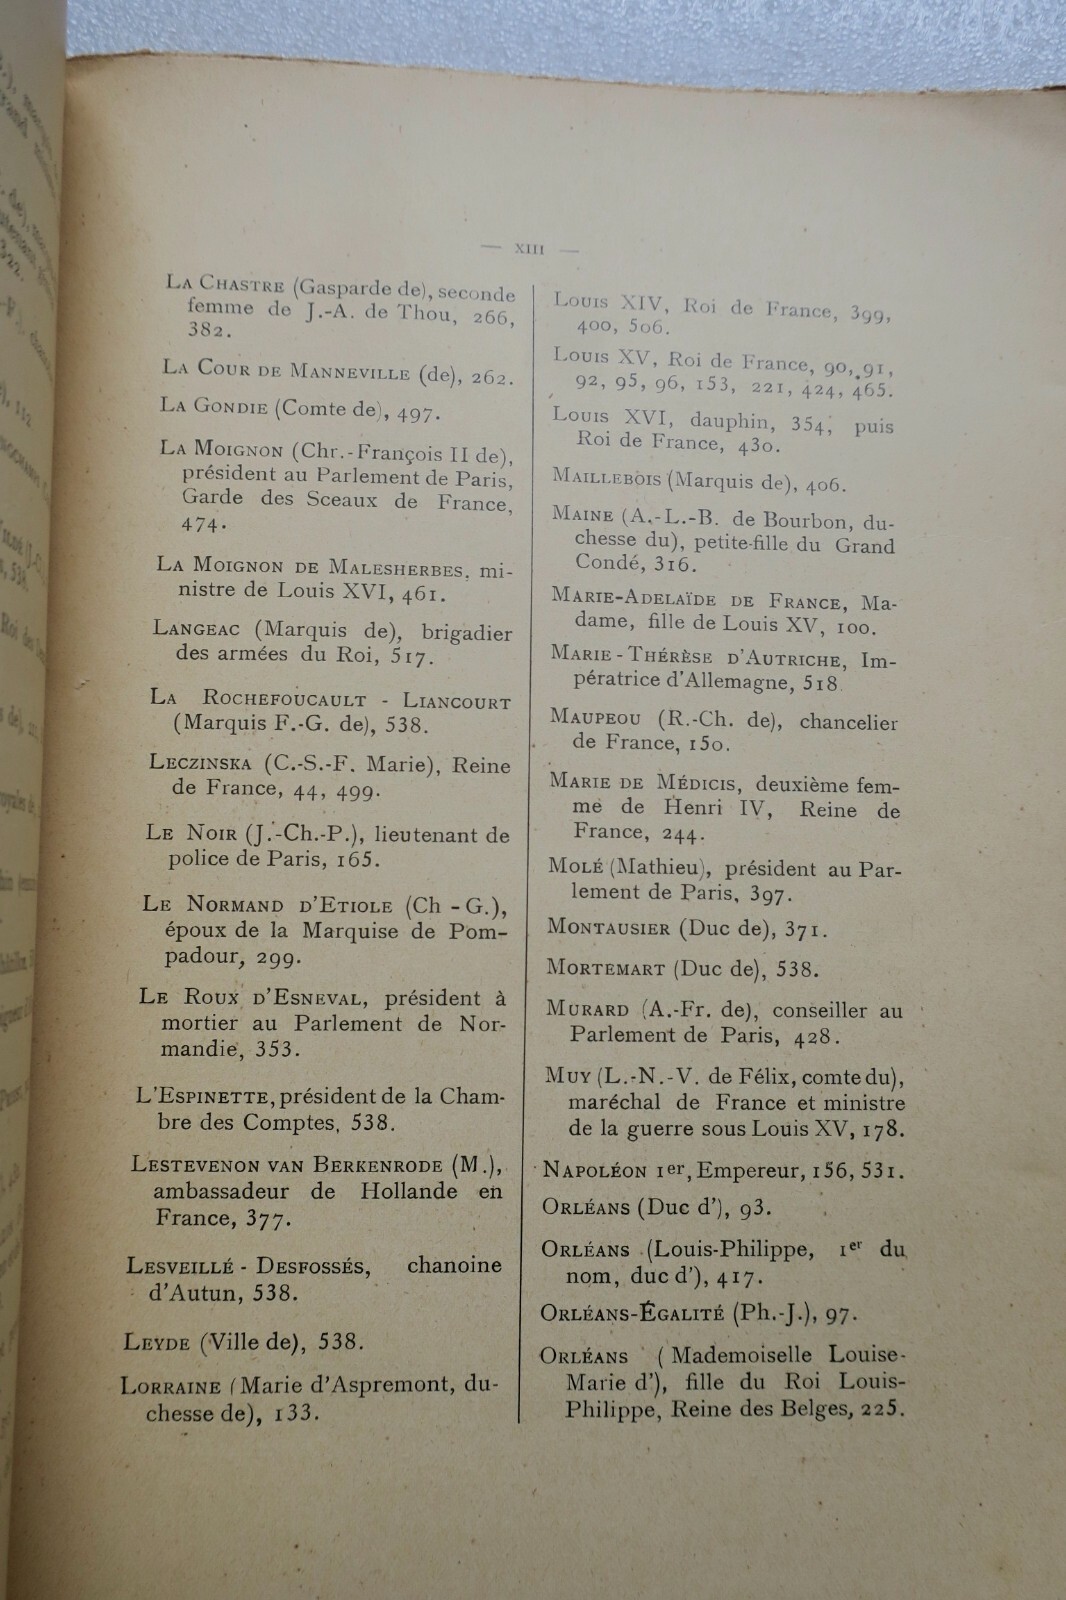 — XIII —
LA CHASTRE (Gasparde de), seconde
femme de J.-A. de Thou, 266,
382.
LA COUR DE MANNEVILLE (de), 262.
LA GONDIE (Comte de), 497.
LA MOIGNON (Chr.-François II de),
président au Parlement de Paris,
Garde des Sceaux de France,
474.
LA MOIGNON DE MALESHERBES, mi-
nistre de Louis XVI, 461.
LANGEAC (Marquis de), brigadier
des armées du Roi, 517.
LA ROCHEFOUCAULT - LIANCOURT
(Marquis F.-G. de), 538.
LECZINSKA (C.-S.-F. Marie), Reine
de France, 44, 499.
LE NOIR (J.-Ch.-P.), lieutenant de
police de Paris, 165.
LE NORMAND D'ETIOLE (Ch -G.),
époux de la Marquise de Pom-
padour, 299.
LE ROUX D'ESNEVAL, président à
mortier au Parlement de Nor-
mandie, 353.
L'ESPINETTE, président de la Cham-
bre des Comptes, 538.
LESTEVENON VAN BERKENRODE (M.),
ambassadeur de Hollande en
France, 377.
LESVEILLÉ - DESFOSSÉS, chanoine
d'Autun, 538.
LEYDE (Ville de), 538.
LORRAINE (Marie d'Aspremont, du-
chesse de), 133.
LOUIS XIV, Roi de France, 399,
400, 506.
LOUIS XV, Roi de France, 90, 91,
92, 95, 96, 153, 221, 424, 465.
LOUIS XVI, dauphin, 354, puis
Roi de France, 430.
MAILLEBOIS (Marquis de), 406.
MAINE (A.-L.-B. de Bourbon, du-
chesse du), petite-fille du Grand
Condé, 316.
MARIE-ADELAÏDE DE FRANCE, Ma-
dame, fille de Louis XV, 100.
MARIE-THÉRÈSE D'AUTRICHE, Im-
pératrice d'Allemagne, 518
MAUPEOU (R.-Ch. de), chancelier
de France, 150.
MARIE DE MÉDICIS, deuxième fem-
me de Henri IV, Reine de
France, 244.
MOLÉ (Mathieu), président au Par-
lement de Paris, 397.
MONTAUSIER (Duc de), 371.
MORTEMART (Duc de), 538.
MURARD (A.-Fr. de), conseiller au
Parlement de Paris, 428.
MUY (L.-N.-V. de Félix, comte du),
maréchal de France et ministre
de la guerre sous Louis XV, 178.
NAPOLÉON 1er, Empereur, 156, 531.
ORLÉANS (Duc d'), 93.
ORLÉANS (Louis-Philippe, 1er du
nom, duc d'), 417.
ORLÉANS-ÉGALITÉ (Ph.-J.), 97.
ORLÉANS (Mademoiselle Louise-
Marie d'), fille du Roi Louis-
Philippe, Reine des Belges, 225.